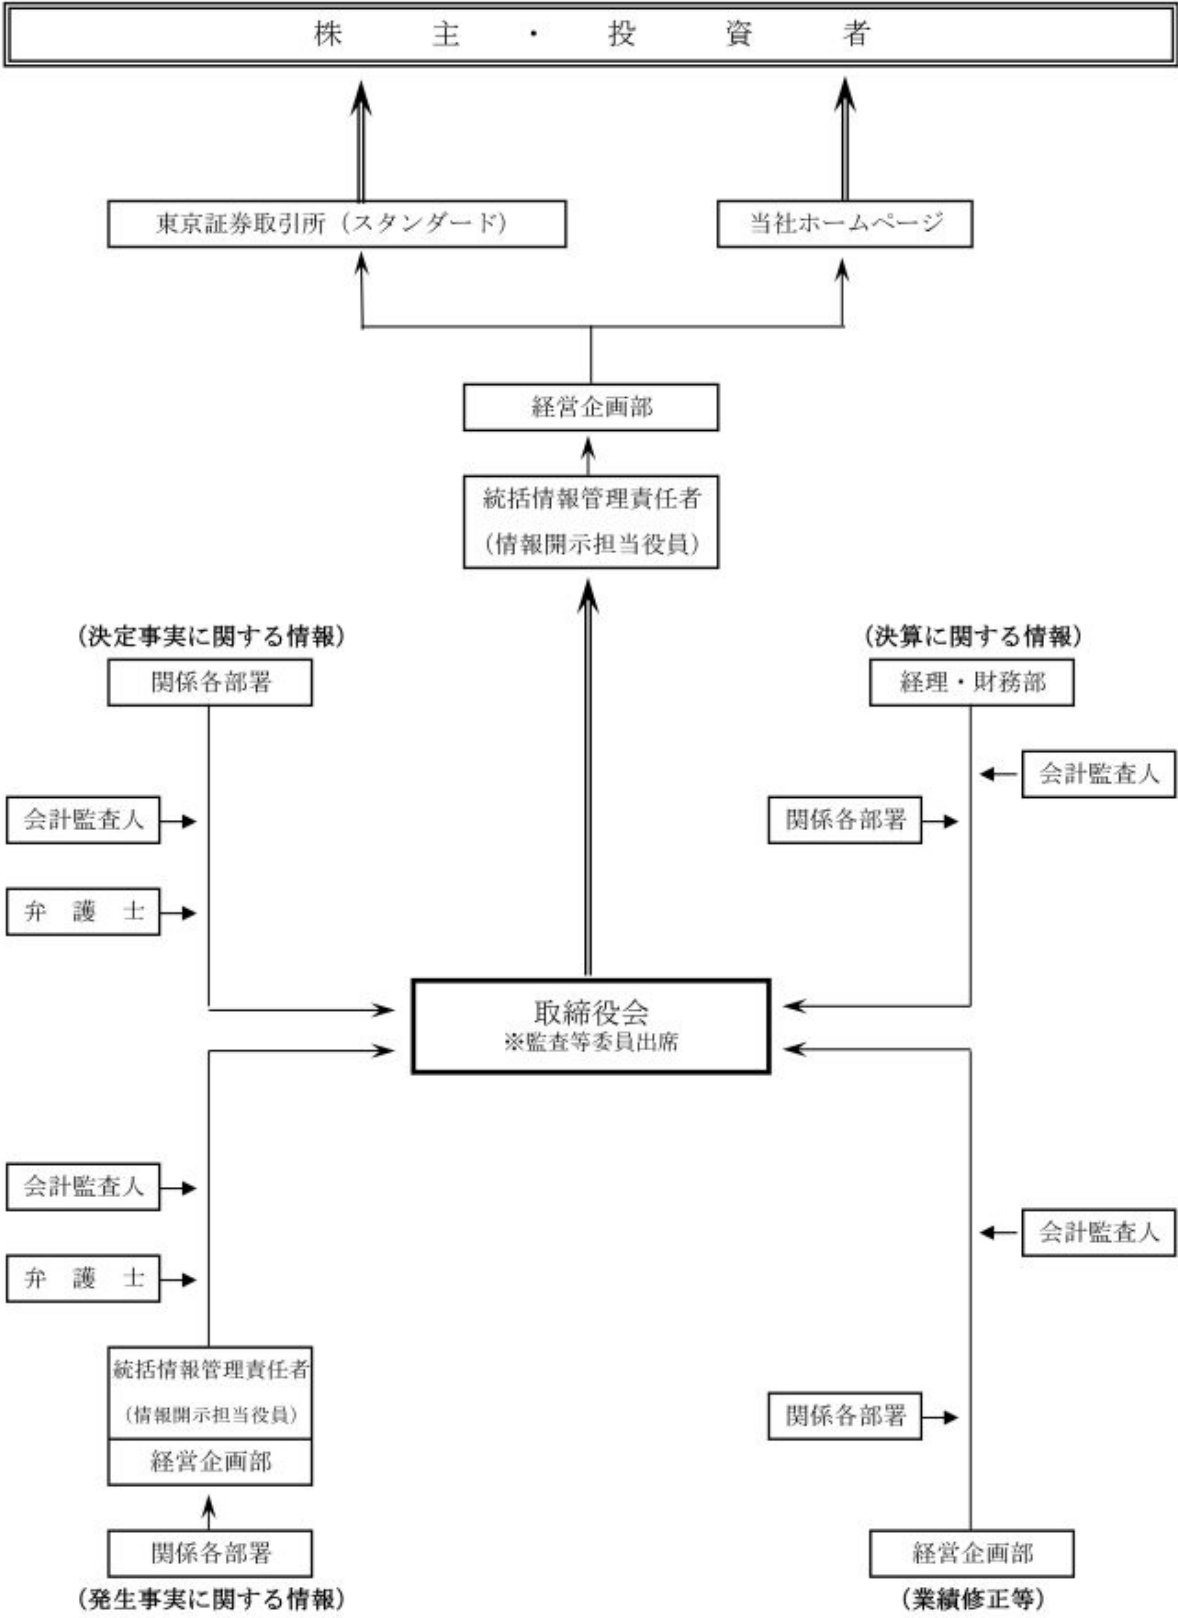 株主・投資者
東京証券取引所（スタンダード）
当社ホームページ
経営企画部
統括情報管理責任者
（情報開示担当役員）
（決定事実に関する情報）
関係各部署
会計監査人
弁護士
（決算に関する情報）
経理・財務部
会計監査人
関係各部署
取締役会
※監査等委員出席
会計監査人
弁護士
統括情報管理責任者
（情報開示担当役員）
経営企画部
関係各部署
（発生事実に関する情報）
会計監査人
関係各部署
経営企画部
（業績修正等）